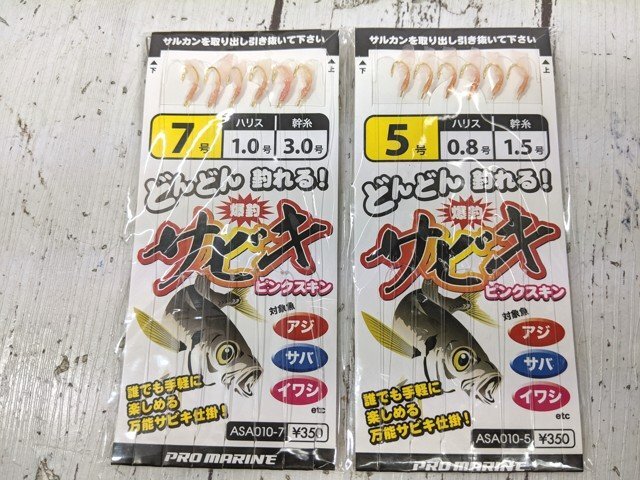 サルカンを取り出し引き抜いて下さい
下
上
7号
ハリス
1.0号
幹糸
3.0号
どんどん 釣れる!
爆釣
サビキ
ピンクスキン
対象魚
アジ
サバ
イワシ
etc
誰でも手軽に
楽しめる
万能サビキ仕掛!
ASA010-7 ¥350
PRO MARINE
サルカンを取り出し引き抜いて下さい
下
上
5号
ハリス
0.8号
幹糸
1.5号
どんどん 釣れる!
爆釣
サビキ
ピンクスキン
対象魚
アジ
サバ
イワシ
etc
誰でも手軽に
楽しめる
万能サビキ仕掛!
ASA010-5 ¥350
PRO MARINE